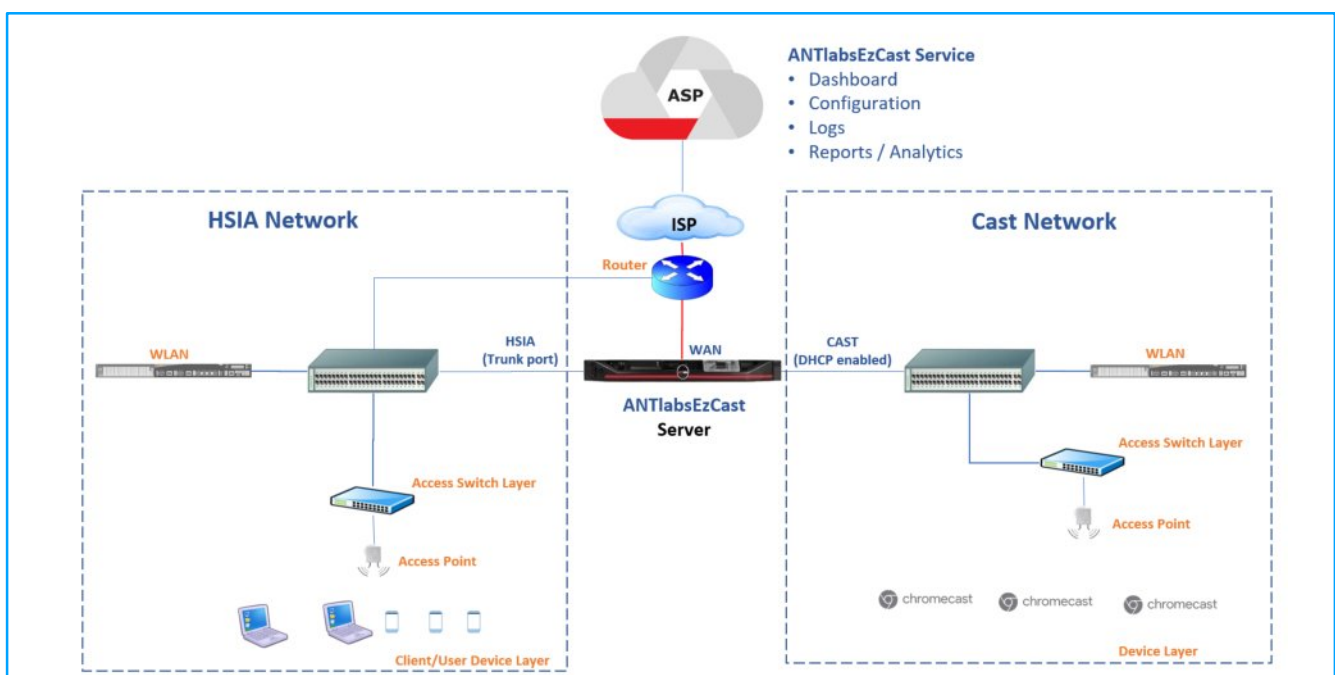 ASP
ANTlabsEzCast Service
• Dashboard
• Configuration
• Logs
• Reports / Analytics
HSIA Network
ISP
Cast Network
Router
WLAN
HSIA
(Trunk port)
WAN
CAST
(DHCP enabled)
WLAN
ANTlabsEzCast
Server
Access Switch Layer
Access Switch Layer
Access Point
Access Point
chromecast
chromecast
chromecast
Client/User Device Layer
Device Layer